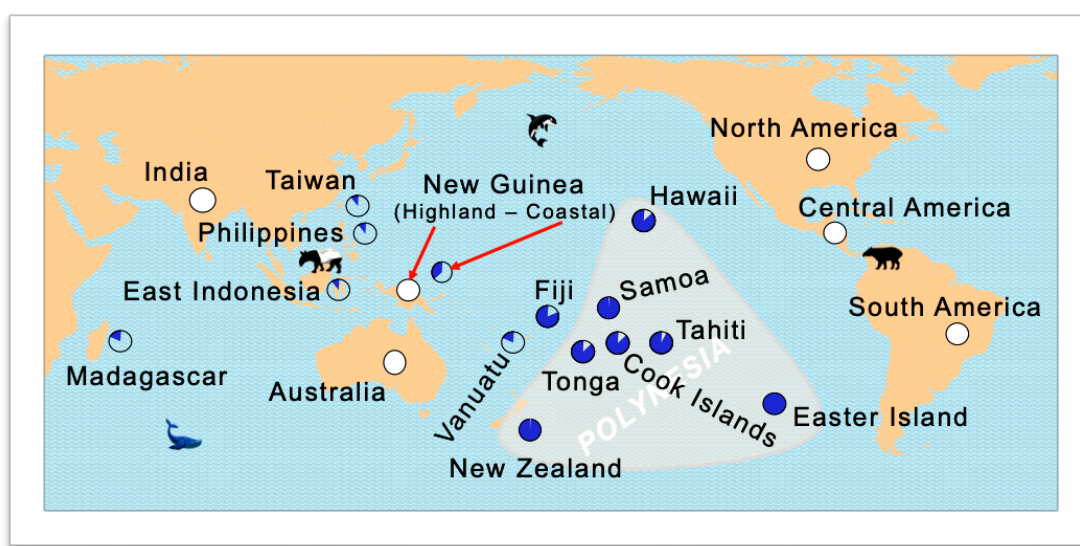 North America
India
Taiwan
New Guinea
(Highland – Coastal)
Hawaii
Central America
Philippines
East Indonesia
Fiji
Samoa
South America
Tahiti
Madagascar
Australia
Vanuatu
Tonga
Cook Islands
POLYNESIA
Easter Island
New Zealand